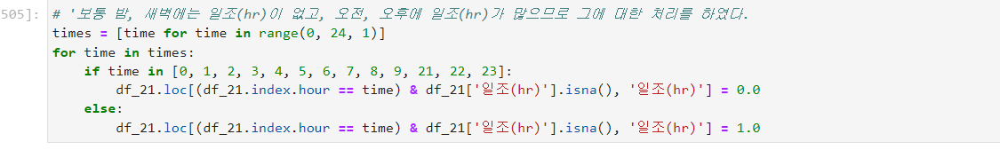 505]: # '보통 밤, 새벽에는 일조(hr)이 없고, 오전, 오후에 일조(hr)가 많으므로 그에 대한 처리를 하였다.
times = [time for time in range(0, 24, 1)]
for time in times:
    if time in [0, 1, 2, 3, 4, 5, 6, 7, 8, 9, 21, 22, 23]:
        df_21.loc[(df_21.index.hour == time) & df_21['일조(hr)'].isna(), '일조(hr)'] = 0.0
    else:
        df_21.loc[(df_21.index.hour == time) & df_21['일조(hr)'].isna(), '일조(hr)'] = 1.0